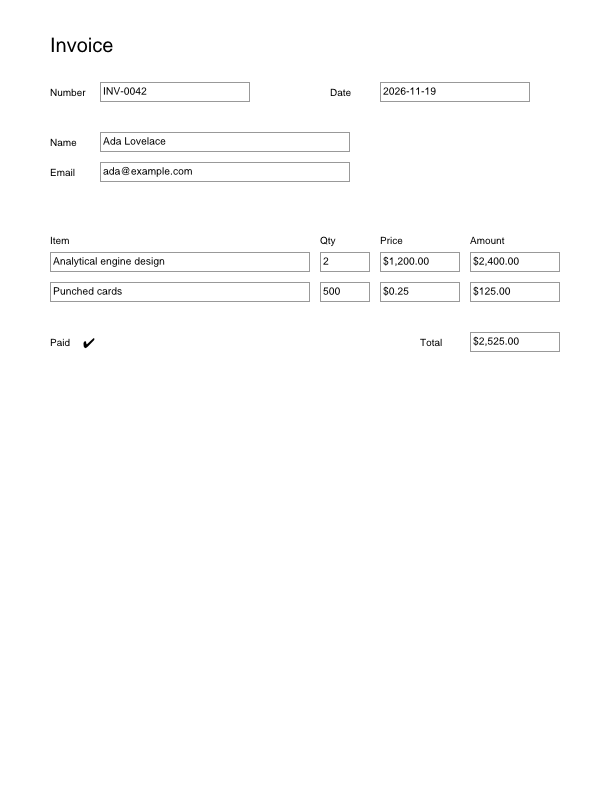 Invoice
Number INV-0042 Date 2026-11-19
Name Ada Lovelace
Email ada@example.com
Item Qty Price Amount
Analytical engine design 2 $1,200.00 $2,400.00
Punched cards 500 $0.25 $125.00
Paid ✔ Total $2,525.00